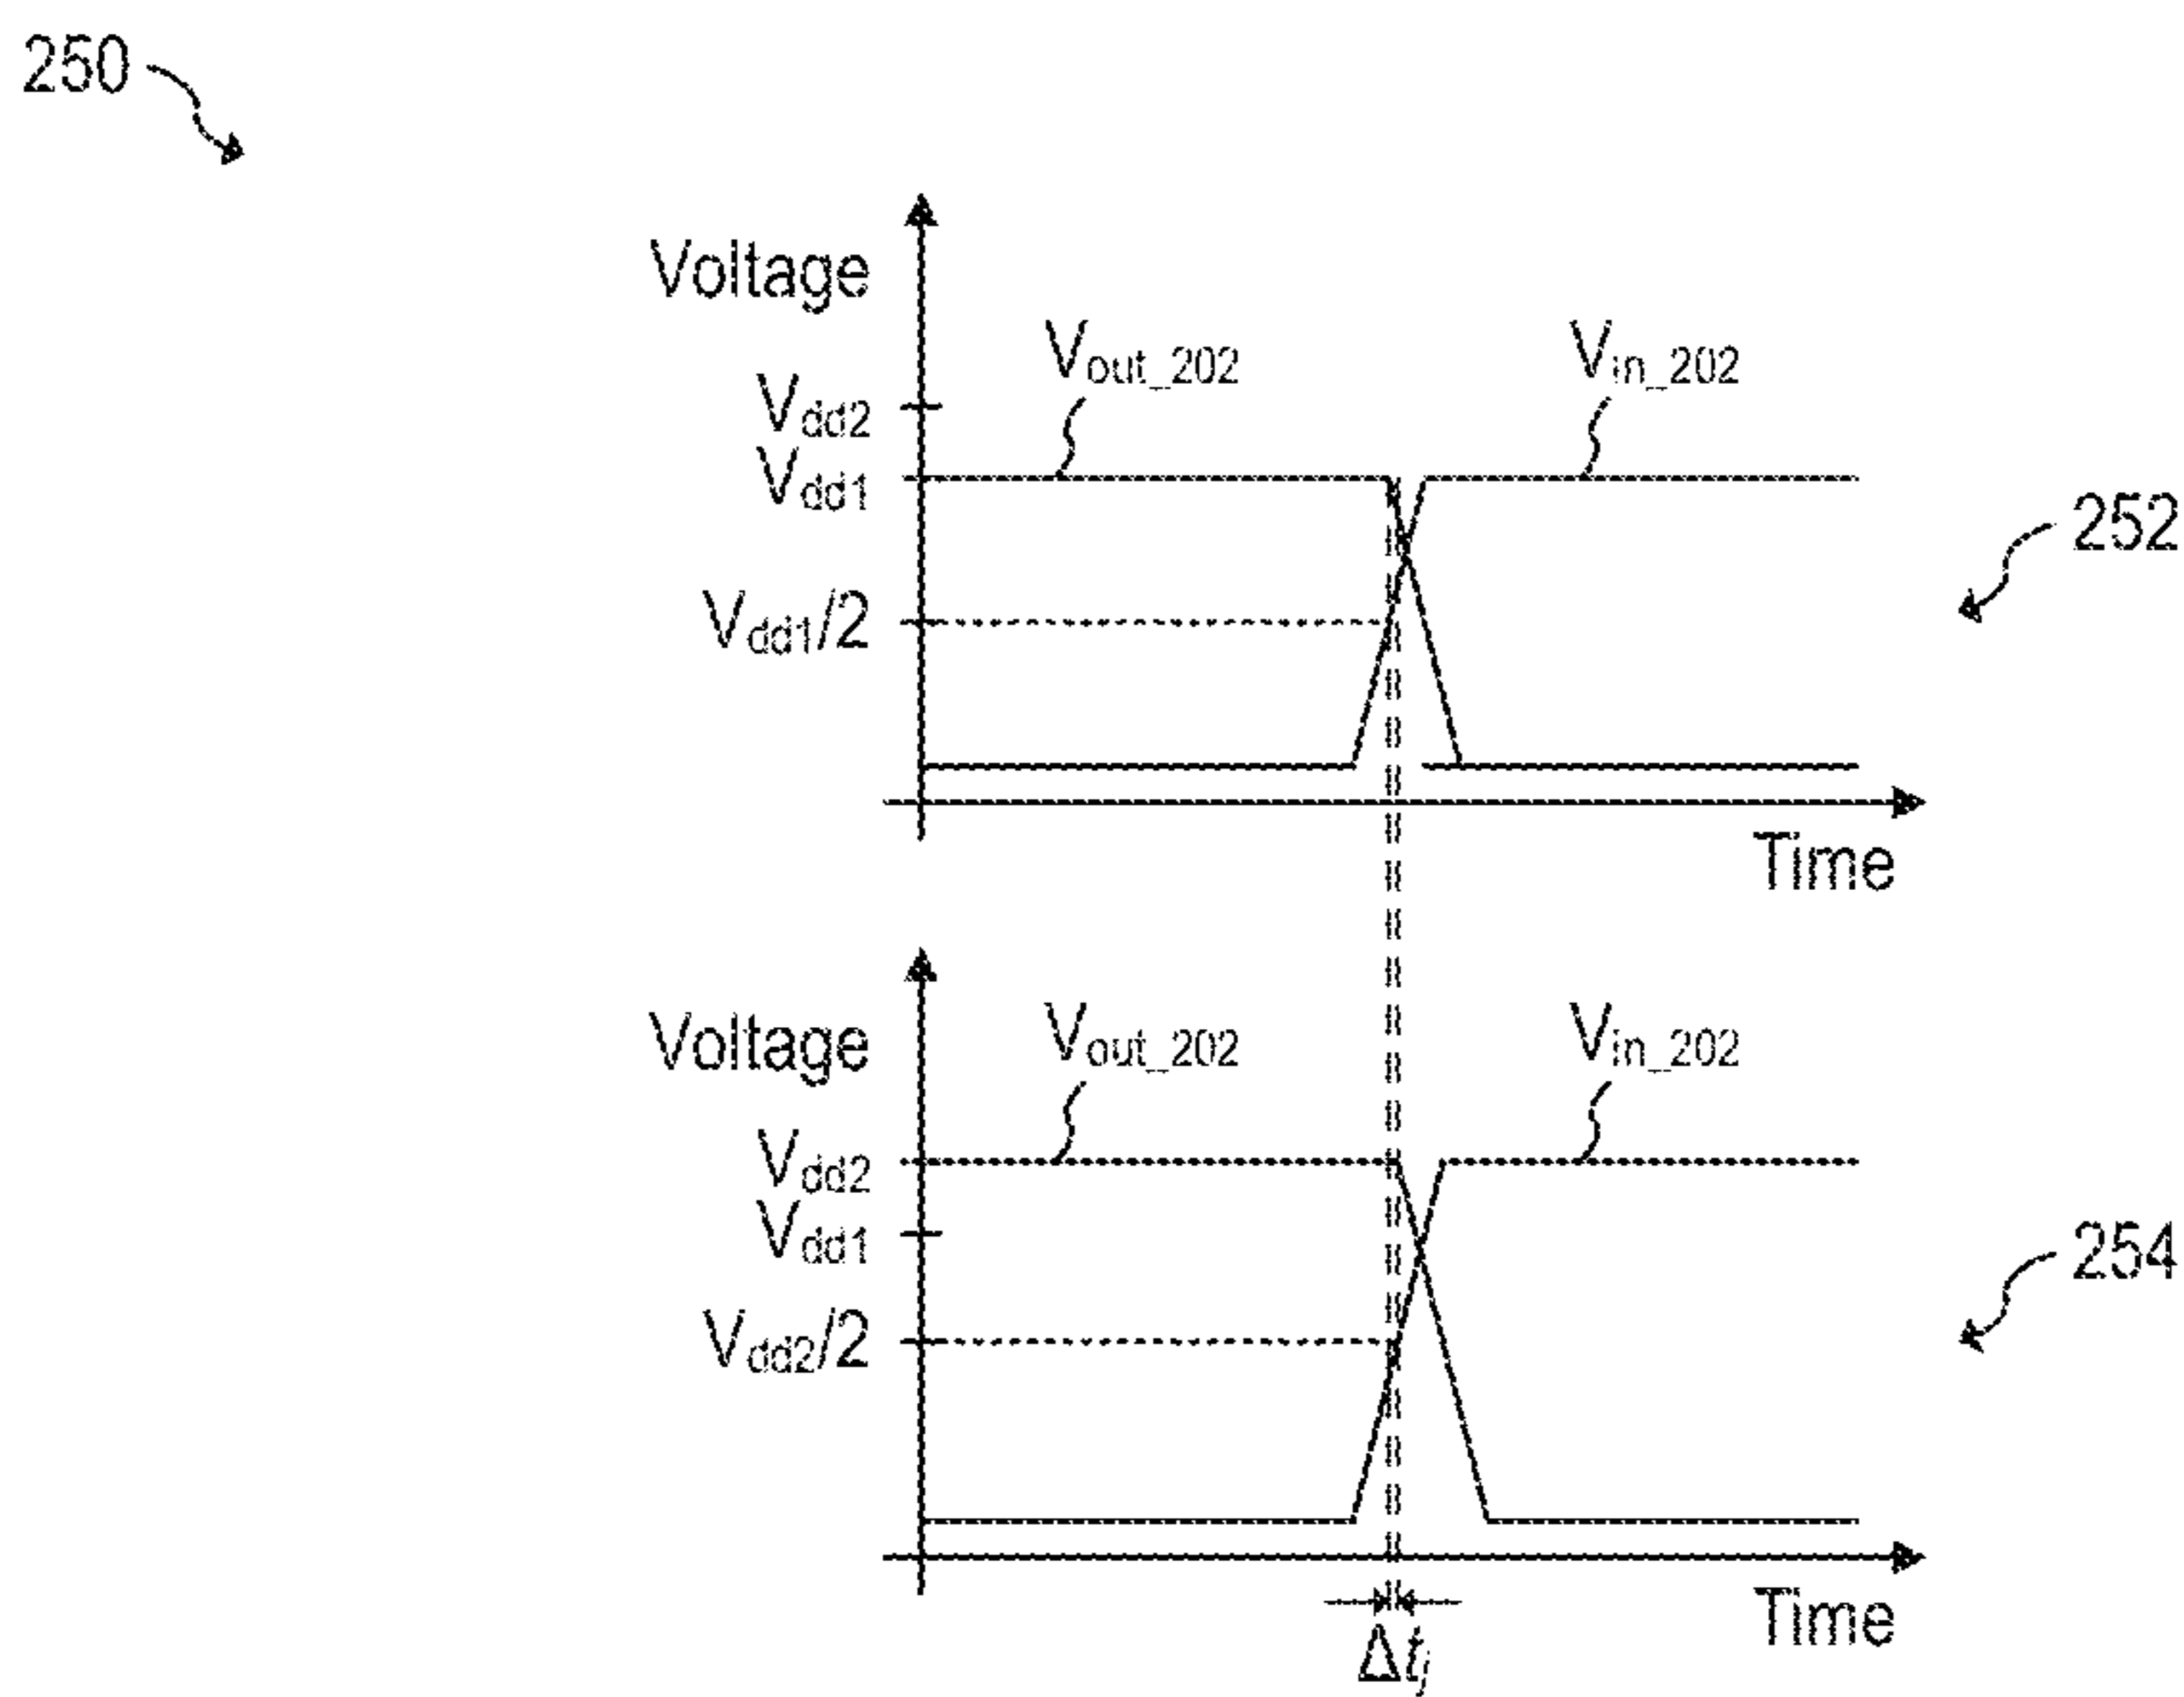 250
Voltage
Vout_202
Vin_202
Vdd2
Vdd1
Vdd1/2
252
Time
Voltage
Vout_202
Vin_202
Vdd2
Vdd1
Vdd2/2
254
Time
Δtj